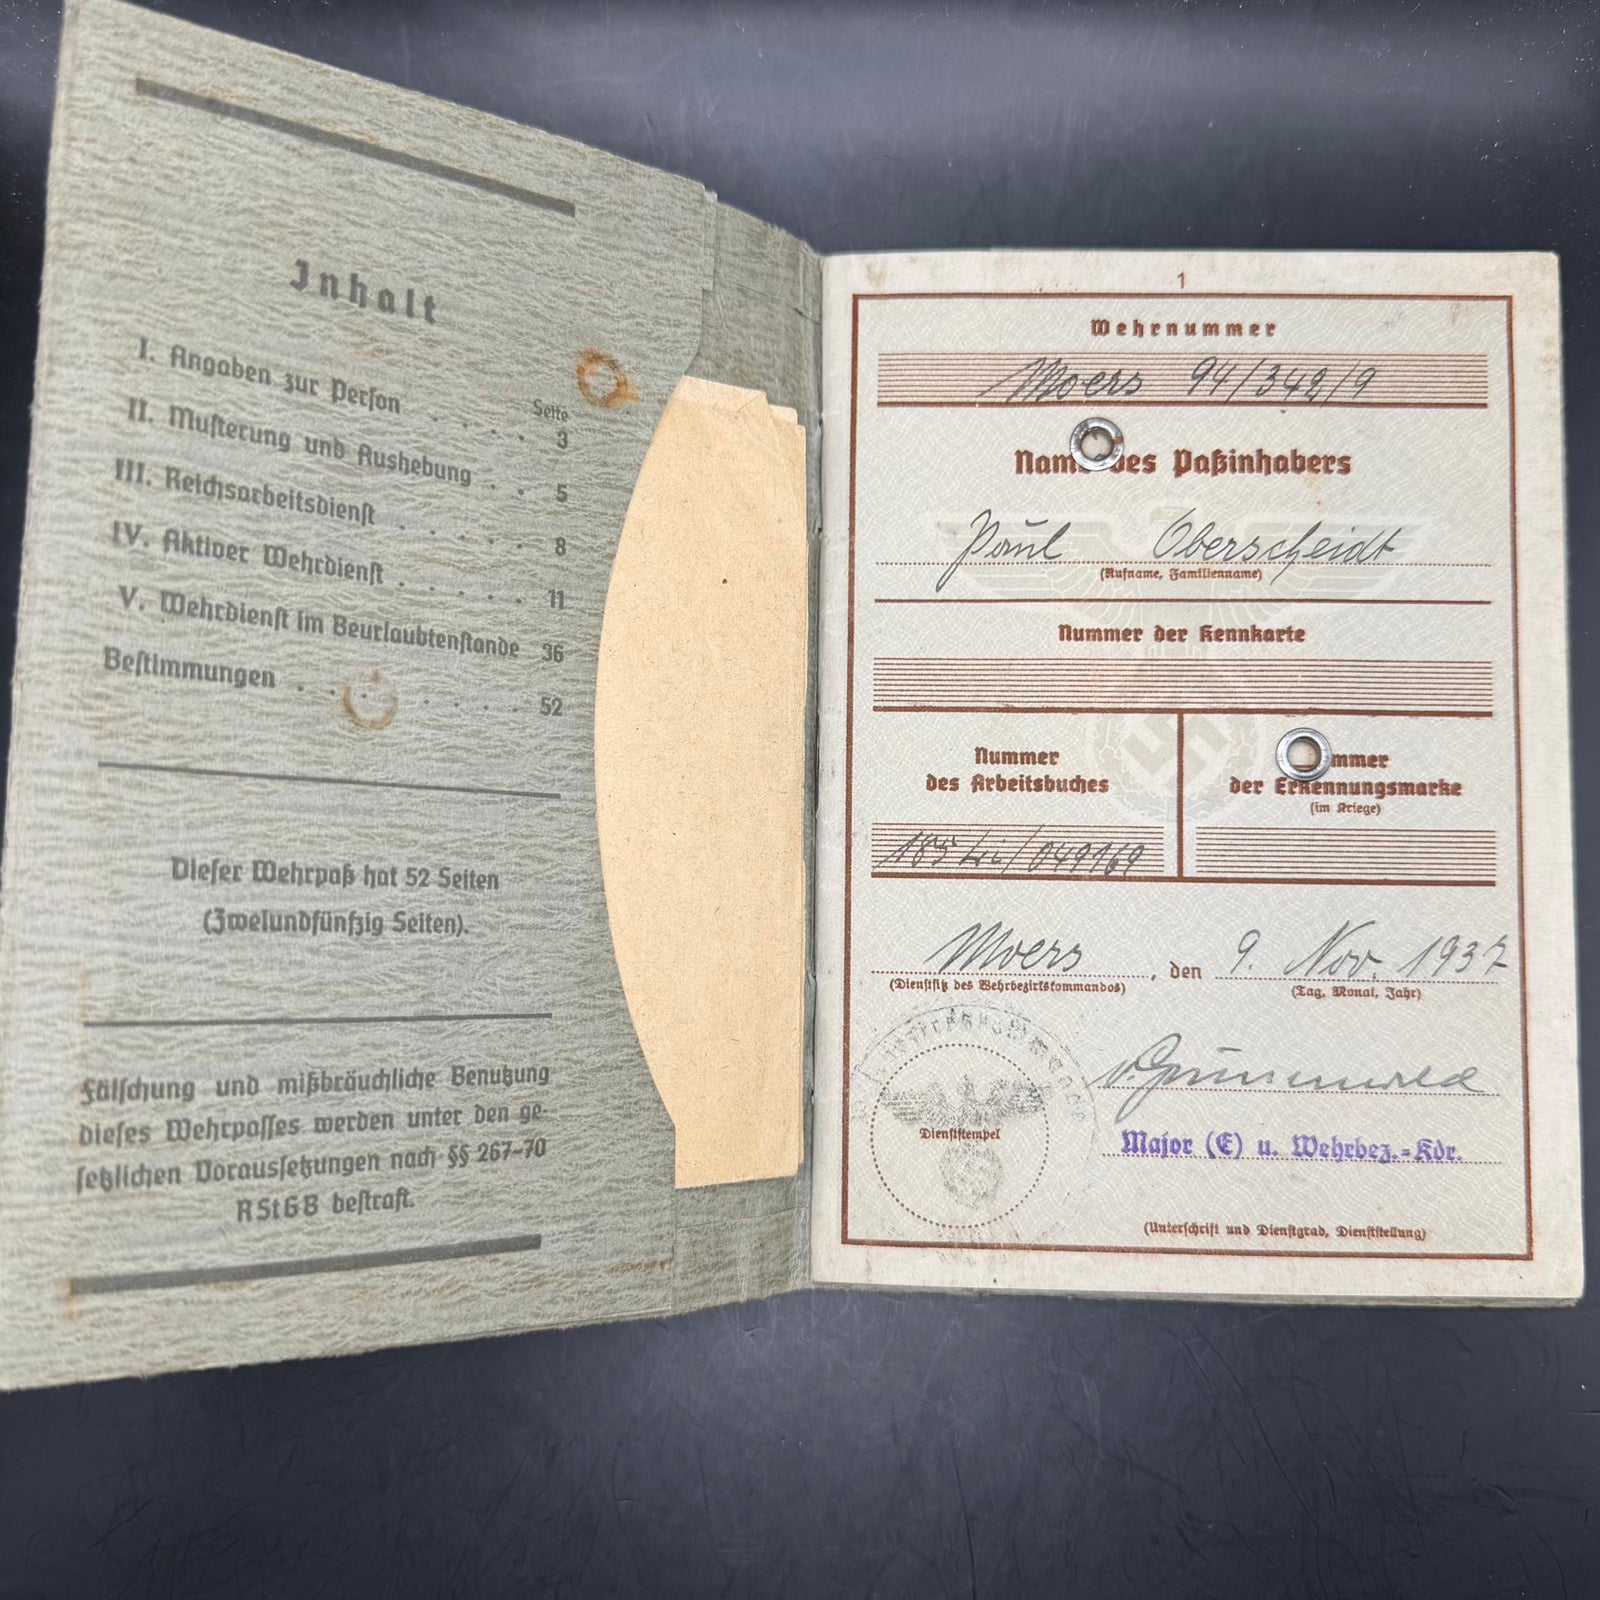 Inhalt
Seite
I. Angaben zur Person . . . . . 3
II. Musterung und Aushebung . . 5
III. Reichsarbeitsdienst . . . . . . 8
IV. Aktiver Wehrdienst . . . . . . 11
V. Wehrdienst im Beurlaubtenstande 36
Bestimmungen . . . . . . . . 52
Dieser Wehrpaß hat 52 Seiten
(Zweiundfünfzig Seiten).
Fälschung und mißbräuchliche Benutzung
dieses Wehrpasses werden unter den ge-
setzlichen Voraussetzungen nach §§ 267-70
RStGB bestraft.
1
Wehrnummer
Moers 94/342/9
Name des Paßinhabers
Paul Oberscheidt
(Rufname, Familienname)
Nummer der Kennkarte
Nummer
des Arbeitsbuches
Nummer
der Erkennungsmarke
(im Kriege)
185 /049169
Moers, den 9. Nov. 1937
(Dienstsitz des Wehrbezirkskommandos)
(Tag, Monat, Jahr)
Dienststempel
Major (E) u. Wehrbez.-Kdr.
(Unterschrift und Dienstgrad, Dienststellung)